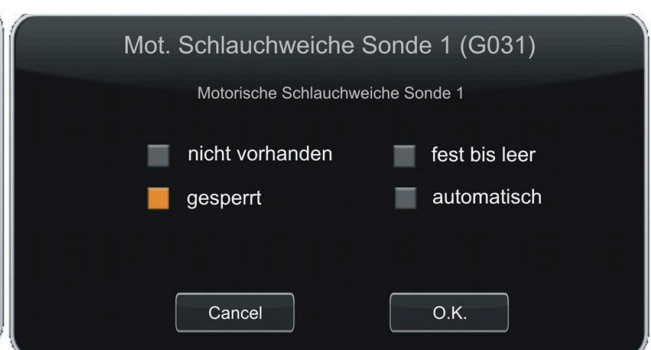 Mot. Schlauchweiche Sonde 1 (G031)
Motorische Schlauchweiche Sonde 1
nicht vorhanden
fest bis leer
gesperrt
automatisch
Cancel
O.K.